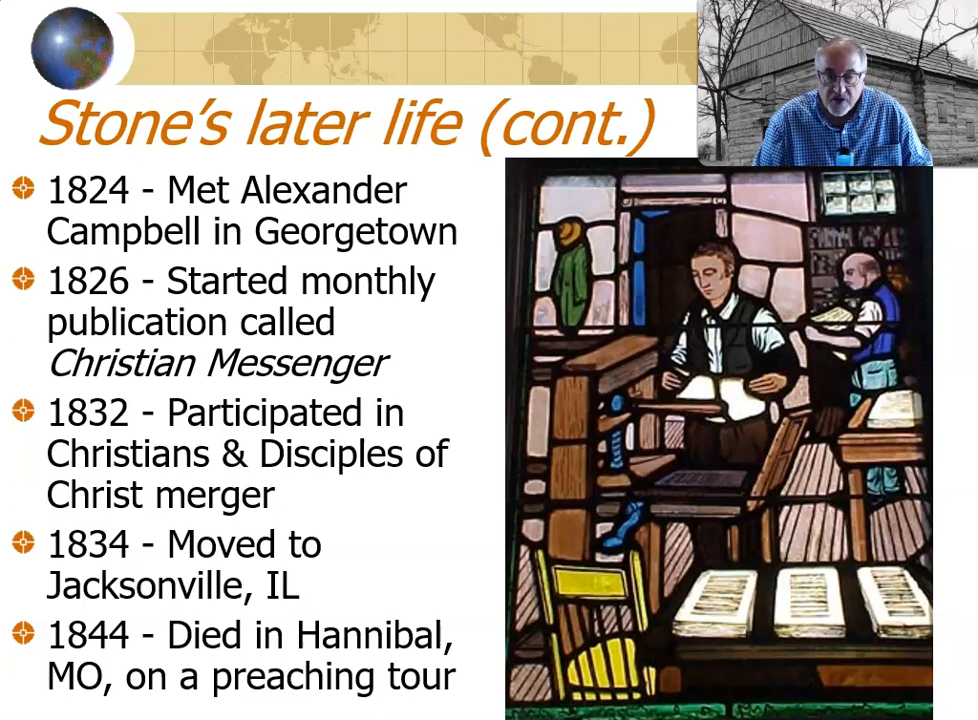 Stone's later life (cont.)
1824 - Met Alexander
Campbell in Georgetown
1826 - Started monthly
publication called
Christian Messenger
1832 - Participated in
Christians & Disciples of
Christ merger
1834 - Moved to
Jacksonville, IL
1844 - Died in Hannibal,
MO, on a preaching tour